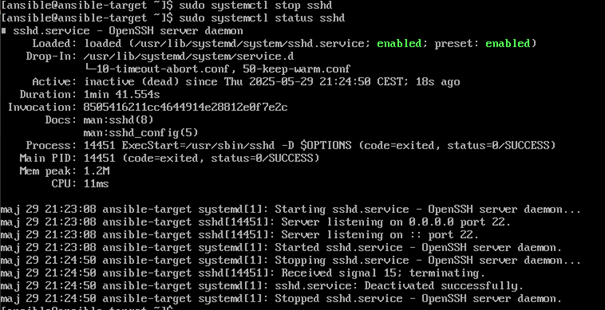 [ansible@ansible-target ~]$ sudo systemctl stop sshd
[ansible@ansible-target ~]$ sudo systemctl status sshd
sshd.service - OpenSSH server daemon
Loaded: loaded (/usr/lib/systemd/system/sshd.service; enabled; preset: enabled)
Drop-In: /usr/lib/systemd/system/service.d
└─10-timeout-abort.conf, 50-keep-warm.conf
Active: inactive (dead) since Thu 2025-05-29 21:24:50 CEST; 18s ago
Duration: 1min 41.554s
Invocation: 8505416211cc4644914e28812e0f7e2c
Docs: man:sshd(8)
man:sshd_config(5)
Process: 14451 ExecStart=/usr/sbin/sshd -D $OPTIONS (code=exited, status=0/SUCCESS)
Main PID: 14451 (code=exited, status=0/SUCCESS)
Mem peak: 1.2M
CPU: 11ms
maj 29 21:23:08 ansible-target systemd[1]: Starting sshd.service - OpenSSH server daemon...
maj 29 21:23:08 ansible-target sshd[14451]: Server listening on 0.0.0.0 port 22.
maj 29 21:23:08 ansible-target sshd[14451]: Server listening on :: port 22.
maj 29 21:23:08 ansible-target systemd[1]: Started sshd.service - OpenSSH server daemon.
maj 29 21:24:50 ansible-target systemd[1]: Stopping sshd.service - OpenSSH server daemon...
maj 29 21:24:50 ansible-target sshd[14451]: Received signal 15; terminating.
maj 29 21:24:50 ansible-target systemd[1]: sshd.service: Deactivated successfully.
maj 29 21:24:50 ansible-target systemd[1]: Stopped sshd.service - OpenSSH server daemon.
[ansible@ansible-target ~]$